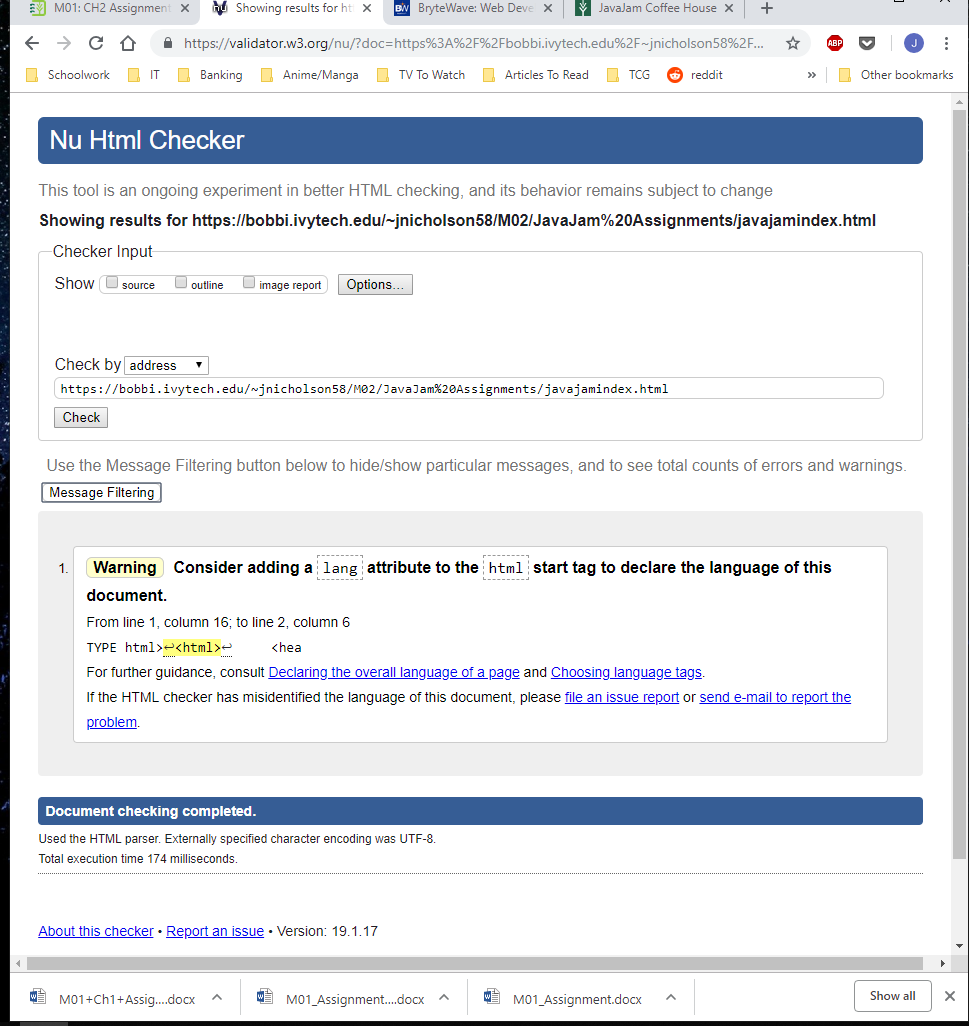 M01: CH2 Assignment
Showing results for ht
BW
BryteWave: Web Deve
JavaJam Coffee House
https://validator.w3.org/nu/?doc=https%3A%2F%2Fbobbi.ivytech.edu%2F~jnicholson58%2F...
ABP
J
Schoolwork
IT
Banking
Anime/Manga
TV To Watch
Articles To Read
TCG
reddit
»
Other bookmarks
Nu Html Checker
This tool is an ongoing experiment in better HTML checking, and its behavior remains subject to change
Showing results for https://bobbi.ivytech.edu/~jnicholson58/M02/JavaJam%20Assignments/javajamindex.html
Checker Input
Show source outline image report Options...
Check by address
https://bobbi.ivytech.edu/~jnicholson58/M02/JavaJam%20Assignments/javajamindex.html
Check
Use the Message Filtering button below to hide/show particular messages, and to see total counts of errors and warnings.
Message Filtering
1. Warning Consider adding a lang attribute to the html start tag to declare the language of this
document.
From line 1, column 16; to line 2, column 6
TYPE html>↩<html>↩ <hea
For further guidance, consult Declaring the overall language of a page and Choosing language tags.
If the HTML checker has misidentified the language of this document, please file an issue report or send e-mail to report the
problem.
Document checking completed.
Used the HTML parser. Externally specified character encoding was UTF-8.
Total execution time 174 milliseconds.
About this checker • Report an issue • Version: 19.1.17
M01+Ch1+Assig....docx
M01_Assignment....docx
M01_Assignment.docx
Show all